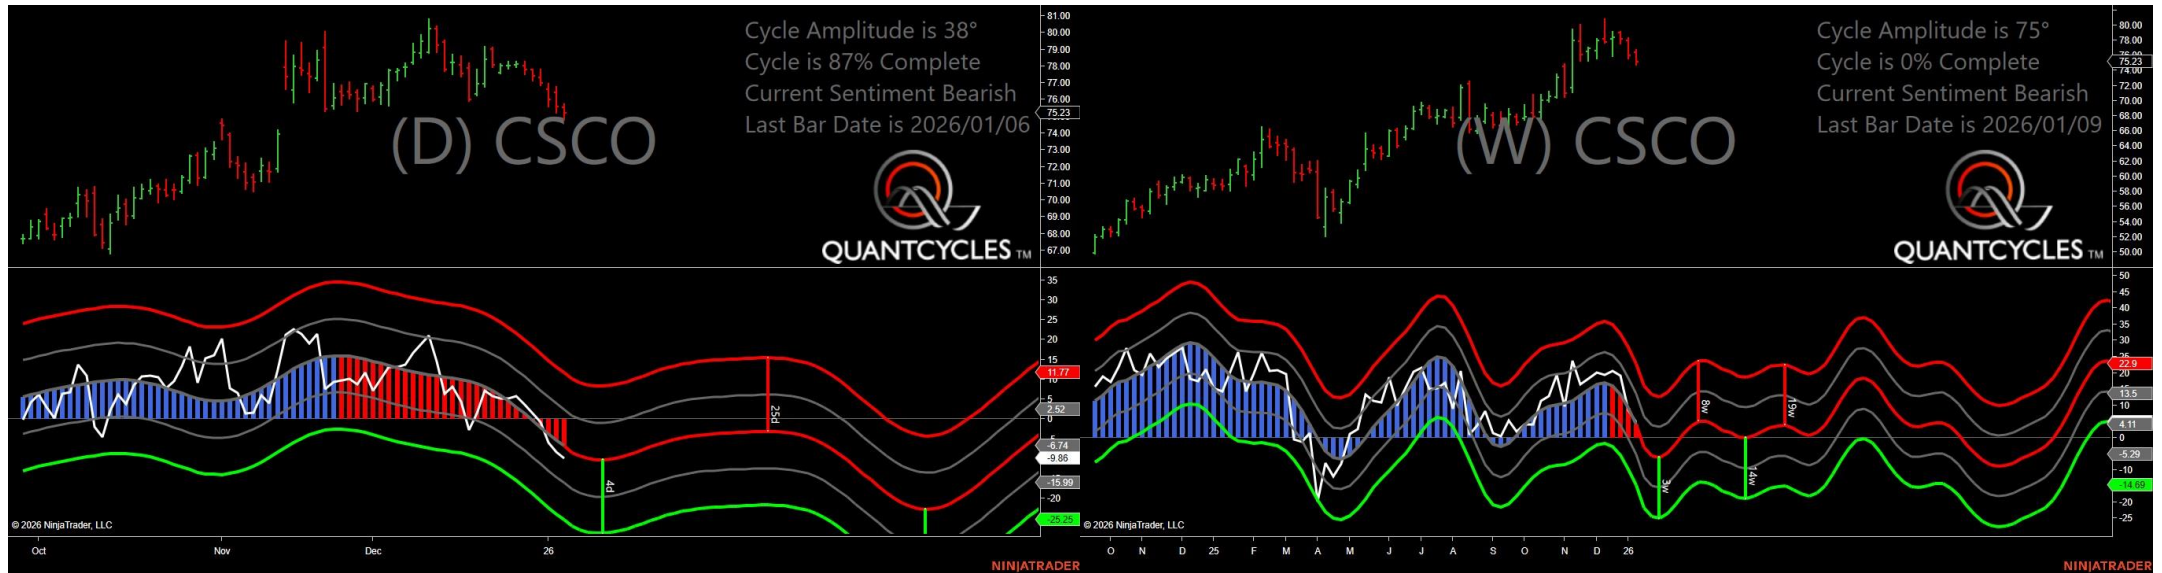 Cycle Amplitude is 38°
Cycle is 87% Complete
Current Sentiment Bearish
Last Bar Date is 2026/01/06
(D) CSCO
QUANTCYCLES TM
81.00
80.00
79.00
78.00
77.00
76.00
75.23
74.00
73.00
72.00
71.00
70.00
69.00
68.00
67.00
35
30
25
20
15
11.77
10
5
2.52
0
-6.74
-9.86
-15.99
-20
-25.25
25d
4d
© 2026 NinjaTrader, LLC
Oct Nov Dec 26
NINJATRADER
Cycle Amplitude is 75°
Cycle is 0% Complete
Current Sentiment Bearish
Last Bar Date is 2026/01/09
(W) CSCO
QUANTCYCLES TM
80.00
78.00
75.23
74.00
72.00
70.00
68.00
66.00
64.00
62.00
60.00
58.00
56.00
54.00
52.00
50.00
50
45
40
35
30
22.9
20
13.5
10
4.11
0
-5.29
-10
-14.69
-20
-25
8w
19w
3w
14w
© 2026 NinjaTrader, LLC
O N D 25 F M A M J J A S O N D 26
NINJATRADER